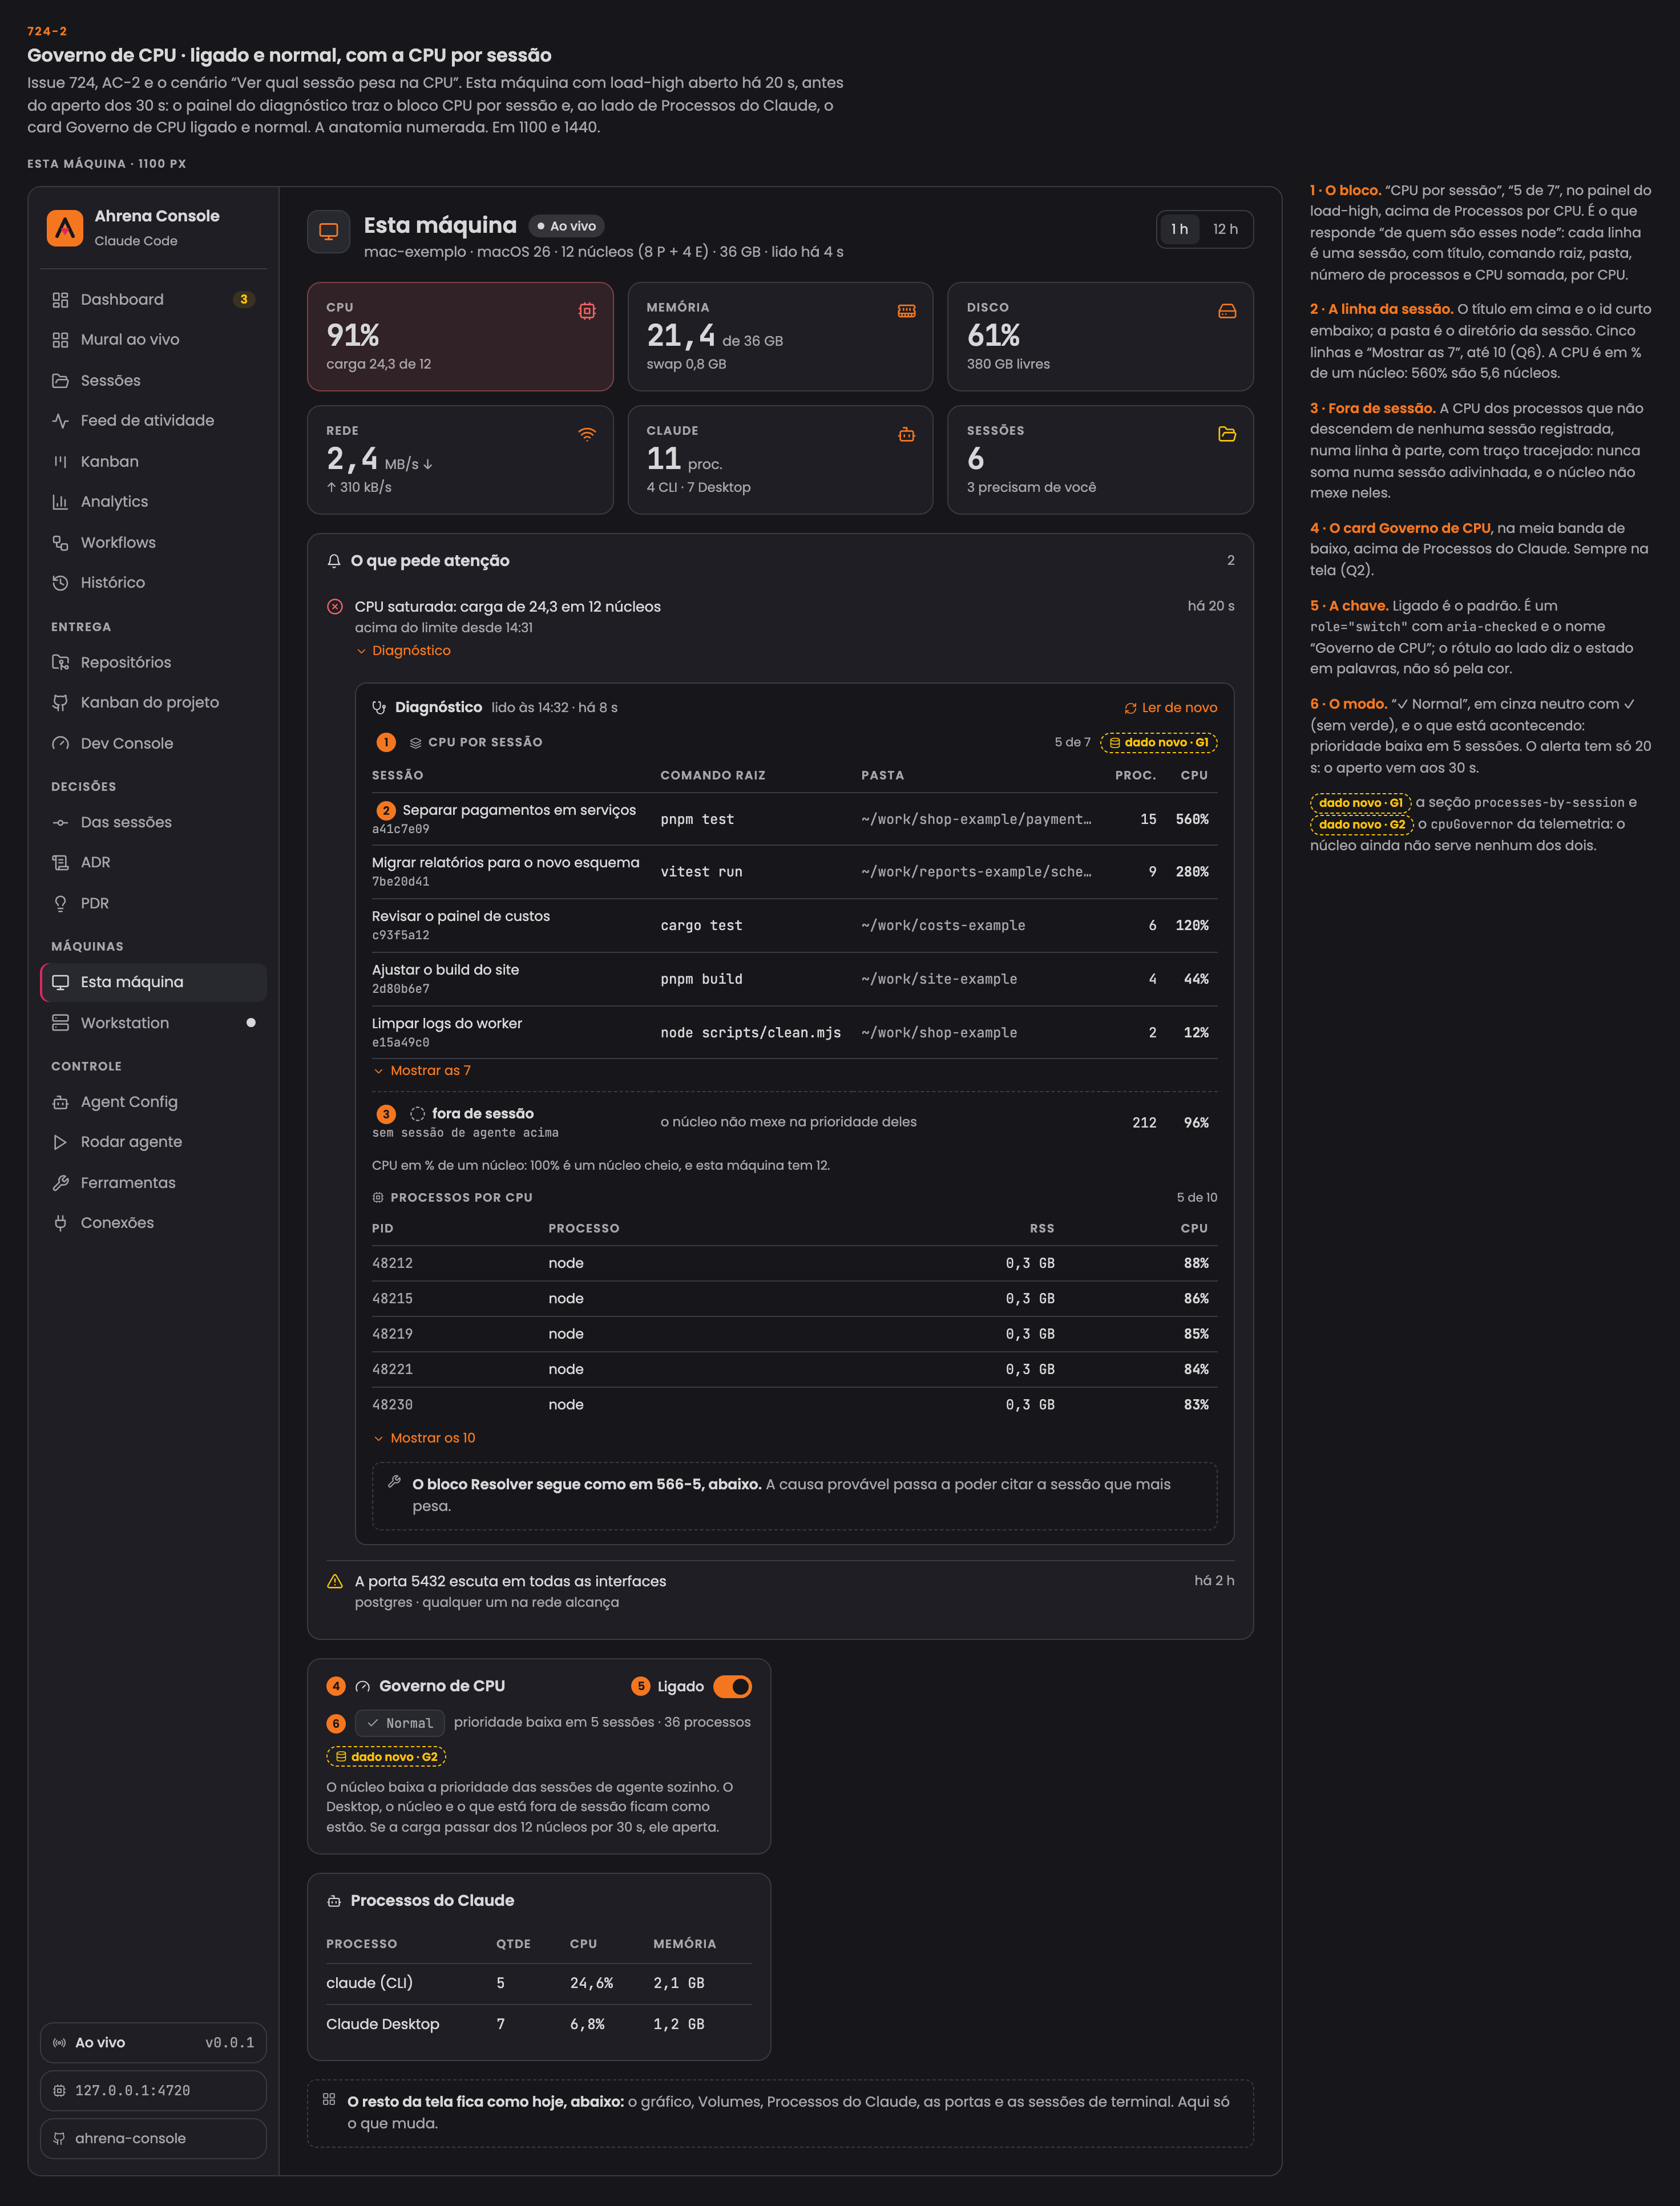 724-2
Governo de CPU · ligado e normal, com a CPU por sessão
Issue 724, AC-2 e o cenário “Ver qual sessão pesa na CPU”. Esta máquina com load-high aberto há 20 s, antes
do aperto dos 30 s: o painel do diagnóstico traz o bloco CPU por sessão e, ao lado de Processos do Claude, o
card Governo de CPU ligado e normal. A anatomia numerada. Em 1100 e 1440.
ESTA MÁQUINA · 1100 PX
Ahrena Console
Claude Code
Dashboard 3
Mural ao vivo
Sessões
Feed de atividade
Kanban
Analytics
Workflows
Histórico
ENTREGA
Repositórios
Kanban do projeto
Dev Console
DECISÕES
Das sessões
ADR
PDR
MÁQUINAS
Esta máquina
Workstation
CONTROLE
Agent Config
Rodar agente
Ferramentas
Conexões
Ao vivo v0.0.1
127.0.0.1:4720
ahrena-console
Esta máquina Ao vivo
mac-exemplo · macOS 26 · 12 núcleos (8 P + 4 E) · 36 GB · lido há 4 s
1 h 12 h
CPU
91%
carga 24,3 de 12
MEMÓRIA
21,4 de 36 GB
swap 0,8 GB
DISCO
61%
380 GB livres
REDE
2,4 MB/s ↓
↑ 310 kB/s
CLAUDE
11 proc.
4 CLI · 7 Desktop
SESSÕES
6
3 precisam de você
O que pede atenção 2
CPU saturada: carga de 24,3 em 12 núcleos há 20 s
acima do limite desde 14:31
Diagnóstico
Diagnóstico lido às 14:32 · há 8 s Ler de novo
1 CPU POR SESSÃO 5 de 7 dado novo · G1
SESSÃO COMANDO RAIZ PASTA PROC. CPU
2 Separar pagamentos em serviços
a41c7e09 pnpm test ~/work/shop-example/payment… 15 560%
Migrar relatórios para o novo esquema
7be20d41 vitest run ~/work/reports-example/sche… 9 280%
Revisar o painel de custos
c93f5a12 cargo test ~/work/costs-example 6 120%
Ajustar o build do site
2d80b6e7 pnpm build ~/work/site-example 4 44%
Limpar logs do worker
e15a49c0 node scripts/clean.mjs ~/work/shop-example 2 12%
Mostrar as 7
3 fora de sessão
sem sessão de agente acima o núcleo não mexe na prioridade deles 212 96%
CPU em % de um núcleo: 100% é um núcleo cheio, e esta máquina tem 12.
PROCESSOS POR CPU 5 de 10
PID PROCESSO RSS CPU
48212 node 0,3 GB 88%
48215 node 0,3 GB 86%
48219 node 0,3 GB 85%
48221 node 0,3 GB 84%
48230 node 0,3 GB 83%
Mostrar os 10
O bloco Resolver segue como em 566-5, abaixo. A causa provável passa a poder citar a sessão que mais
pesa.
A porta 5432 escuta em todas as interfaces há 2 h
postgres · qualquer um na rede alcança
4 Governo de CPU 5 Ligado
6 Normal prioridade baixa em 5 sessões · 36 processos
dado novo · G2
O núcleo baixa a prioridade das sessões de agente sozinho. O
Desktop, o núcleo e o que está fora de sessão ficam como
estão. Se a carga passar dos 12 núcleos por 30 s, ele aperta.
Processos do Claude
PROCESSO QTDE CPU MEMÓRIA
claude (CLI) 5 24,6% 2,1 GB
Claude Desktop 7 6,8% 1,2 GB
O resto da tela fica como hoje, abaixo: o gráfico, Volumes, Processos do Claude, as portas e as sessões de terminal. Aqui só
o que muda.
1 · O bloco. “CPU por sessão”, “5 de 7”, no painel do
load-high, acima de Processos por CPU. É o que
responde “de quem são esses node”: cada linha
é uma sessão, com título, comando raiz, pasta,
número de processos e CPU somada, por CPU.
2 · A linha da sessão. O título em cima e o id curto
embaixo; a pasta é o diretório da sessão. Cinco
linhas e “Mostrar as 7”, até 10 (Q6). A CPU é em %
de um núcleo: 560% são 5,6 núcleos.
3 · Fora de sessão. A CPU dos processos que não
descendem de nenhuma sessão registrada,
numa linha à parte, com traço tracejado: nunca
soma numa sessão adivinhada, e o núcleo não
mexe neles.
4 · O card Governo de CPU, na meia banda de
baixo, acima de Processos do Claude. Sempre na
tela (Q2).
5 · A chave. Ligado é o padrão. É um
role="switch" com aria-checked e o nome
“Governo de CPU”; o rótulo ao lado diz o estado
em palavras, não só pela cor.
6 · O modo. “✓ Normal”, em cinza neutro com ✓
(sem verde), e o que está acontecendo:
prioridade baixa em 5 sessões. O alerta tem só 20
s: o aperto vem aos 30 s.
dado novo · G1 a seção processes-by-session e
dado novo · G2 o cpuGovernor da telemetria: o
núcleo ainda não serve nenhum dos dois.